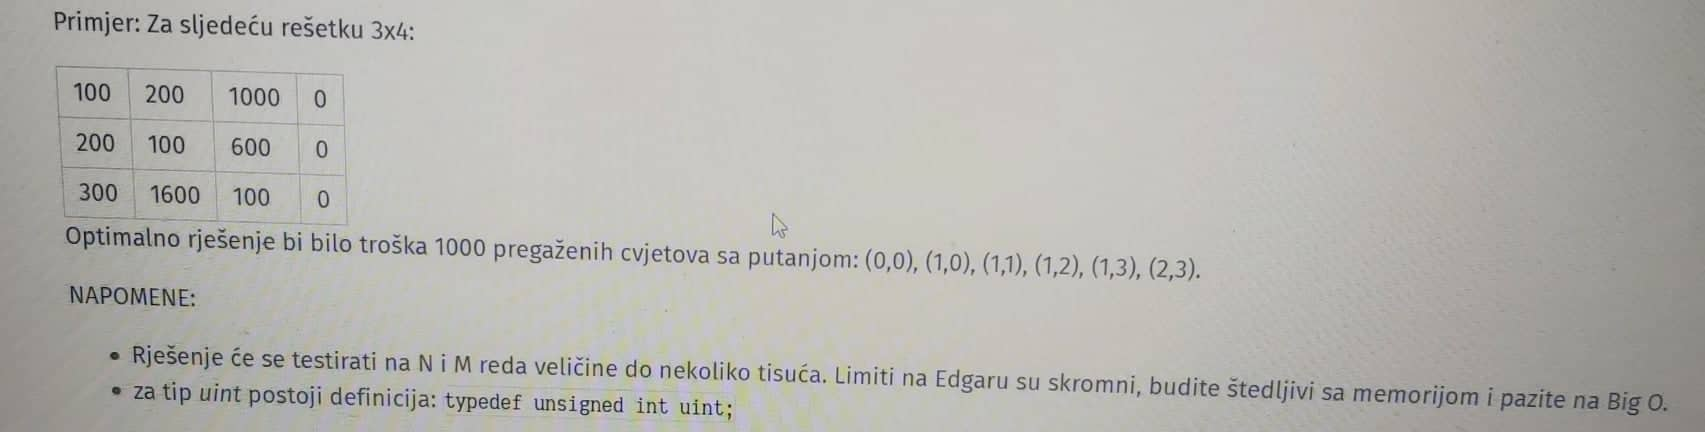 Primjer: Za sljedeću rešetku 3x4:
100 200 1000 0
200 100 600 0
300 1600 100 0
Optimalno rješenje bi bilo troška 1000 pregaženih cvjetova sa putanjom: (0,0), (1,0), (1,1), (1,2), (1,3), (2,3).
NAPOMENE:
• Rješenje će se testirati na N i M reda veličine do nekoliko tisuća. Limiti na Edgaru su skromni, budite štedljivi sa memorijom i pazite na Big O.
• za tip uint postoji definicija: typedef unsigned int uint;